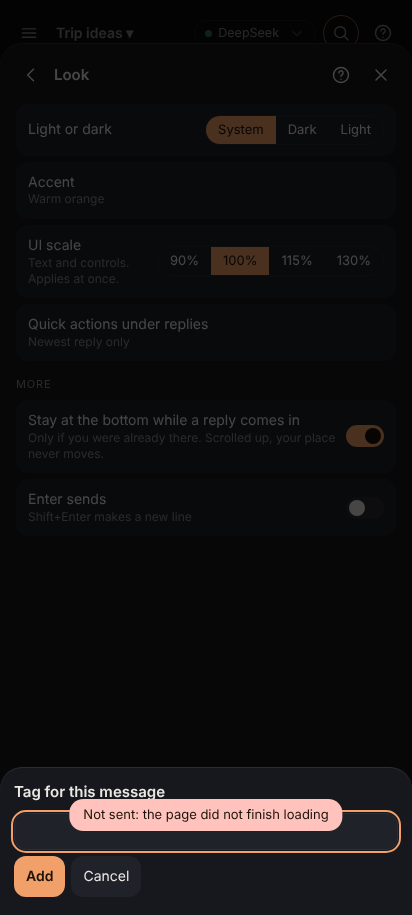 Trip ideas ▾
DeepSeek
Look
Light or dark
System
Dark
Light
Accent
Warm orange
UI scale
Text and controls.
Applies at once.
90%
100%
115%
130%
Quick actions under replies
Newest reply only
MORE
Stay at the bottom while a reply comes in
Only if you were already there. Scrolled up, your place
never moves.
Enter sends
Shift+Enter makes a new line
Tag for this message
Not sent: the page did not finish loading
Add
Cancel